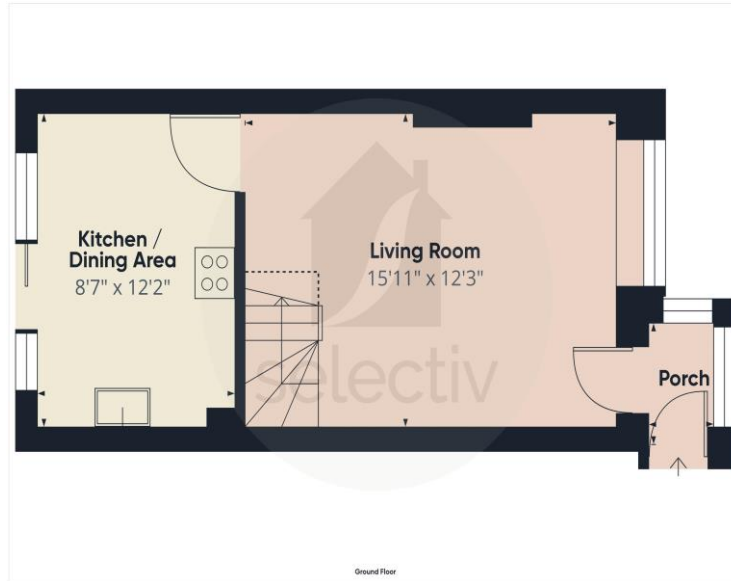 Kitchen /
Dining Area
8'7" x 12'2"
Living Room
15'11" x 12'3"
selectiv
Porch
Ground Floor